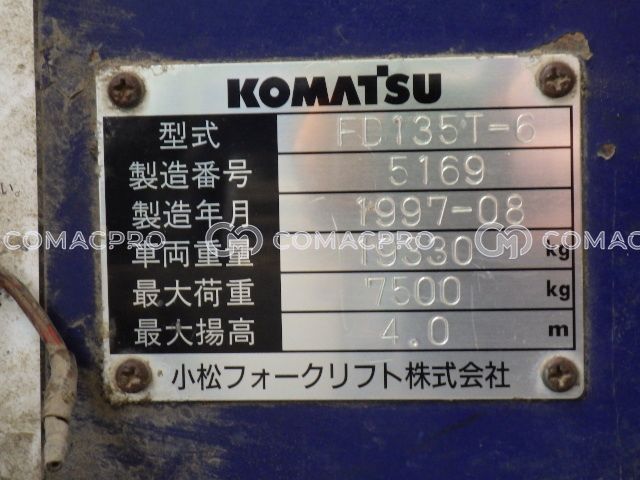 KOMATSU
型式 FD135T-6
製造番号 5169
製造年月 1997-08
車両重量 19330 kg
COMACPRO COMACPRO
最大荷重 7500 kg
最大揚高 4.0 m
小松フォークリフト株式会社